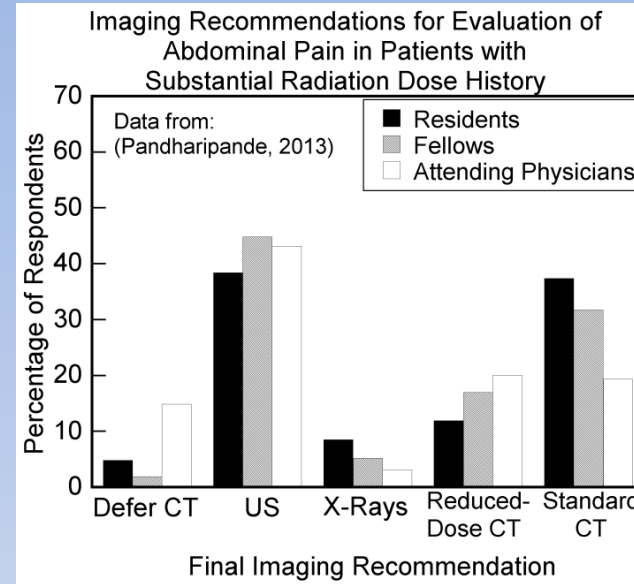 Imaging Recommendations for Evaluation of
Abdominal Pain in Patients with
Substantial Radiation Dose History
70
60
50
40
30
20
10
0
Percentage of Respondents
Data from:
(Pandharipande, 2013)
Residents
Fellows
Attending Physicians
Defer CT
US
X-Rays
Reduced-
Dose CT
Standard
CT
Final Imaging Recommendation